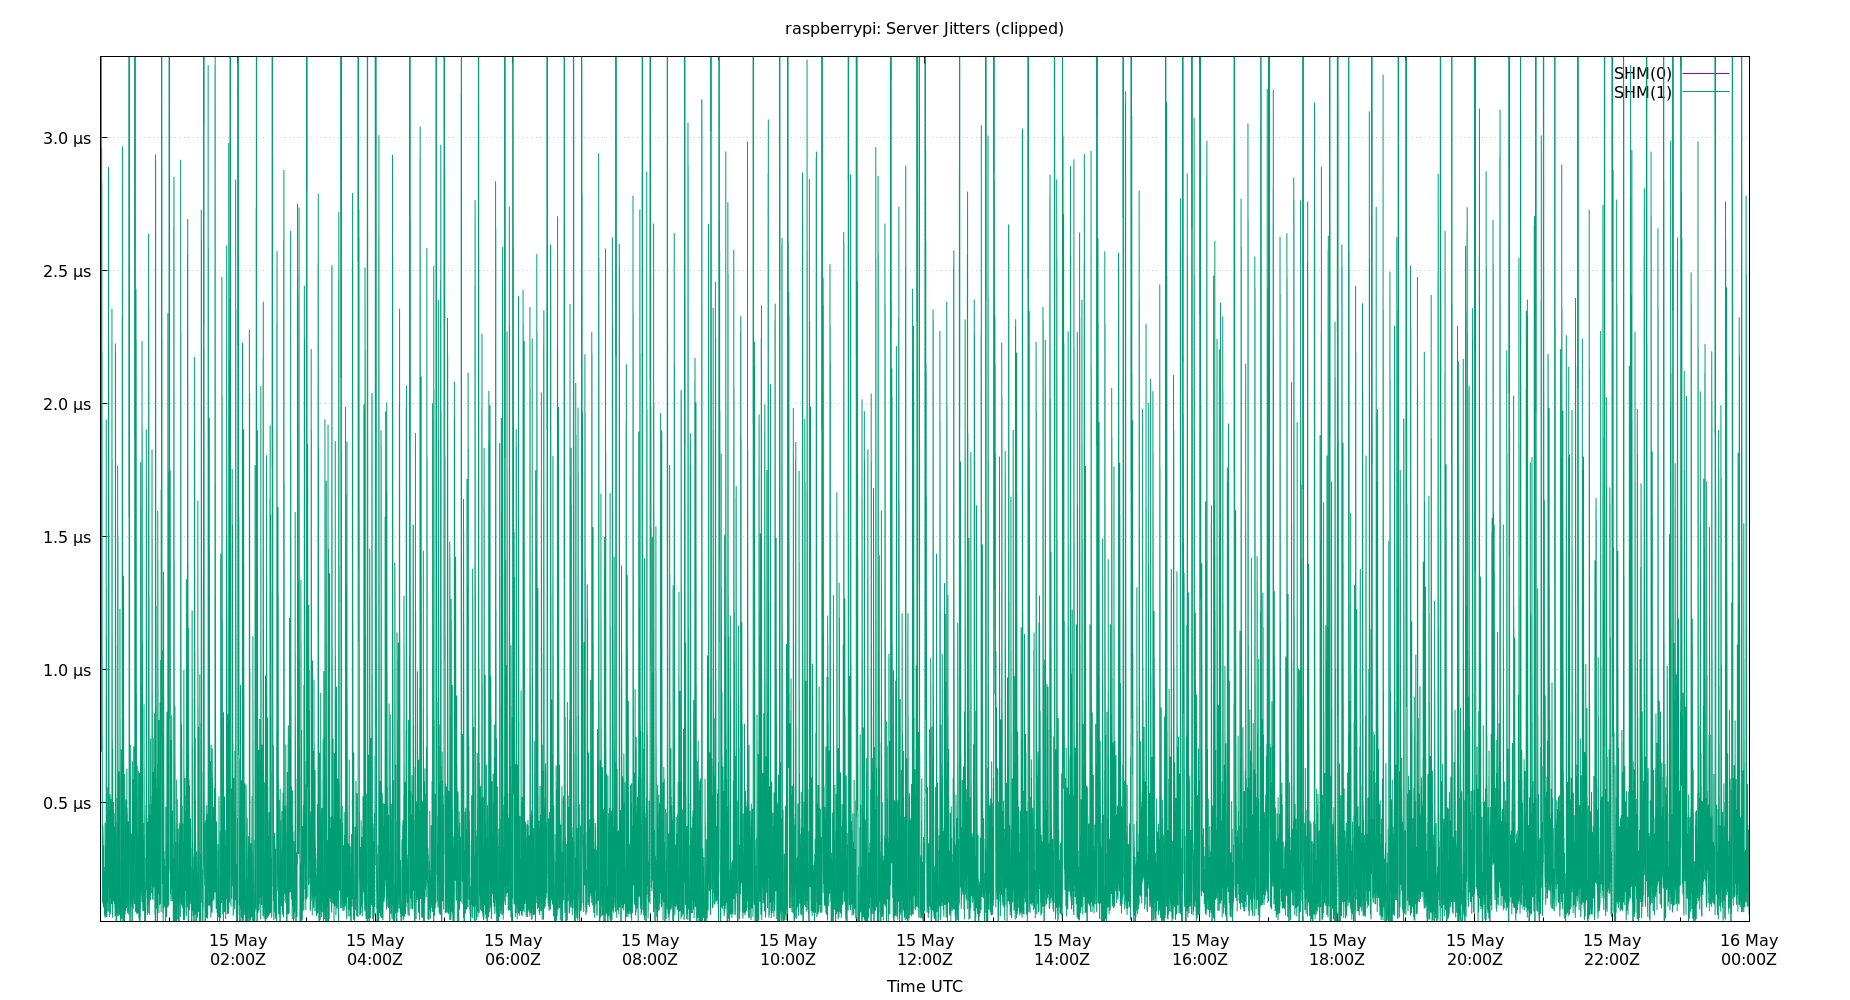 raspberrypi: Server Jitters (clipped)
SHM(0)
SHM(1)
3.0 µs
2.5 µs
2.0 µs
1.5 µs
1.0 µs
0.5 µs
15 May 15 May 15 May 15 May 15 May 15 May 15 May 15 May 15 May 15 May 15 May 16 May
02:00Z 04:00Z 06:00Z 08:00Z 10:00Z 12:00Z 14:00Z 16:00Z 18:00Z 20:00Z 22:00Z 00:00Z
Time UTC